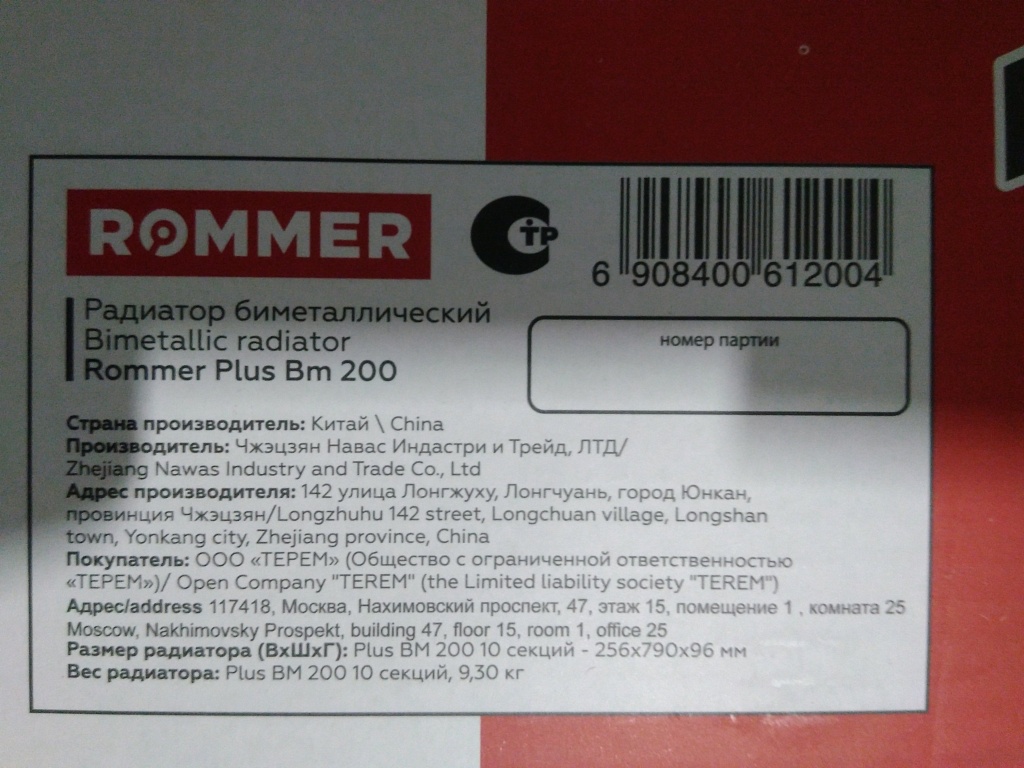 ROMMER
ТР
6 908400 612004
Радиатор биметаллический
Bimetallic radiator
Rommer Plus Bm 200
номер партии
Страна производитель: Китай \ China
Производитель: Чжэцзян Навас Индастри и Трейд, ЛТД/
Zhejiang Nawas Industry and Trade Co., Ltd
Адрес производителя: 142 улица Лонгжуху, Лонгчуань, город Юнкан,
провинция Чжэцзян/Longzhuhu 142 street, Longchuan village, Longshan
town, Yonkang city, Zhejiang province, China
Покупатель: ООО «ТЕРЕМ» (Общество с ограниченной ответственностью
«ТЕРЕМ»)/ Open Company "TEREM" (the Limited liability society "TEREM")
Адрес/address 117418, Москва, Нахимовский проспект, 47, этаж 15, помещение 1 , комната 25
Moscow, Nakhimovsky Prospekt, building 47, floor 15, room 1, office 25
Размер радиатора (ВхШхГ): Plus BM 200 10 секций - 256х790х96 мм
Вес радиатора: Plus BM 200 10 секций, 9,30 кг